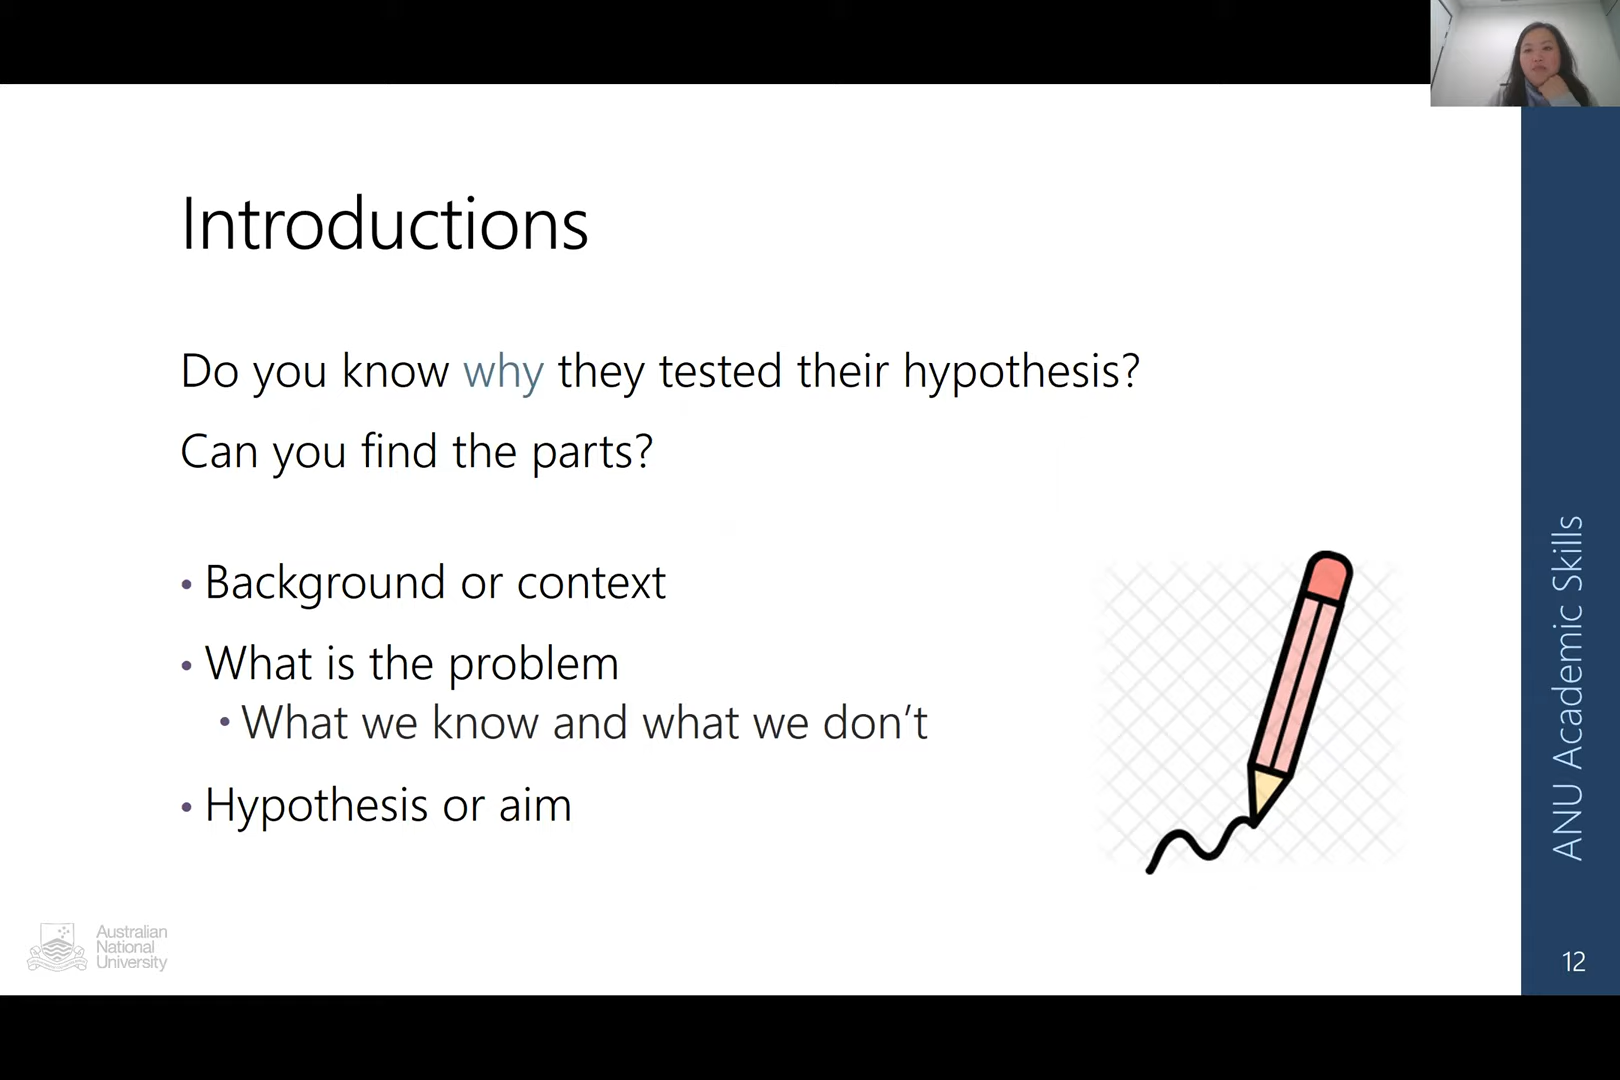 Introductions
Do you know why they tested their hypothesis?
Can you find the parts?
• Background or context
• What is the problem
• What we know and what we don’t
• Hypothesis or aim
Australian
National
University
ANU Academic Skills
12